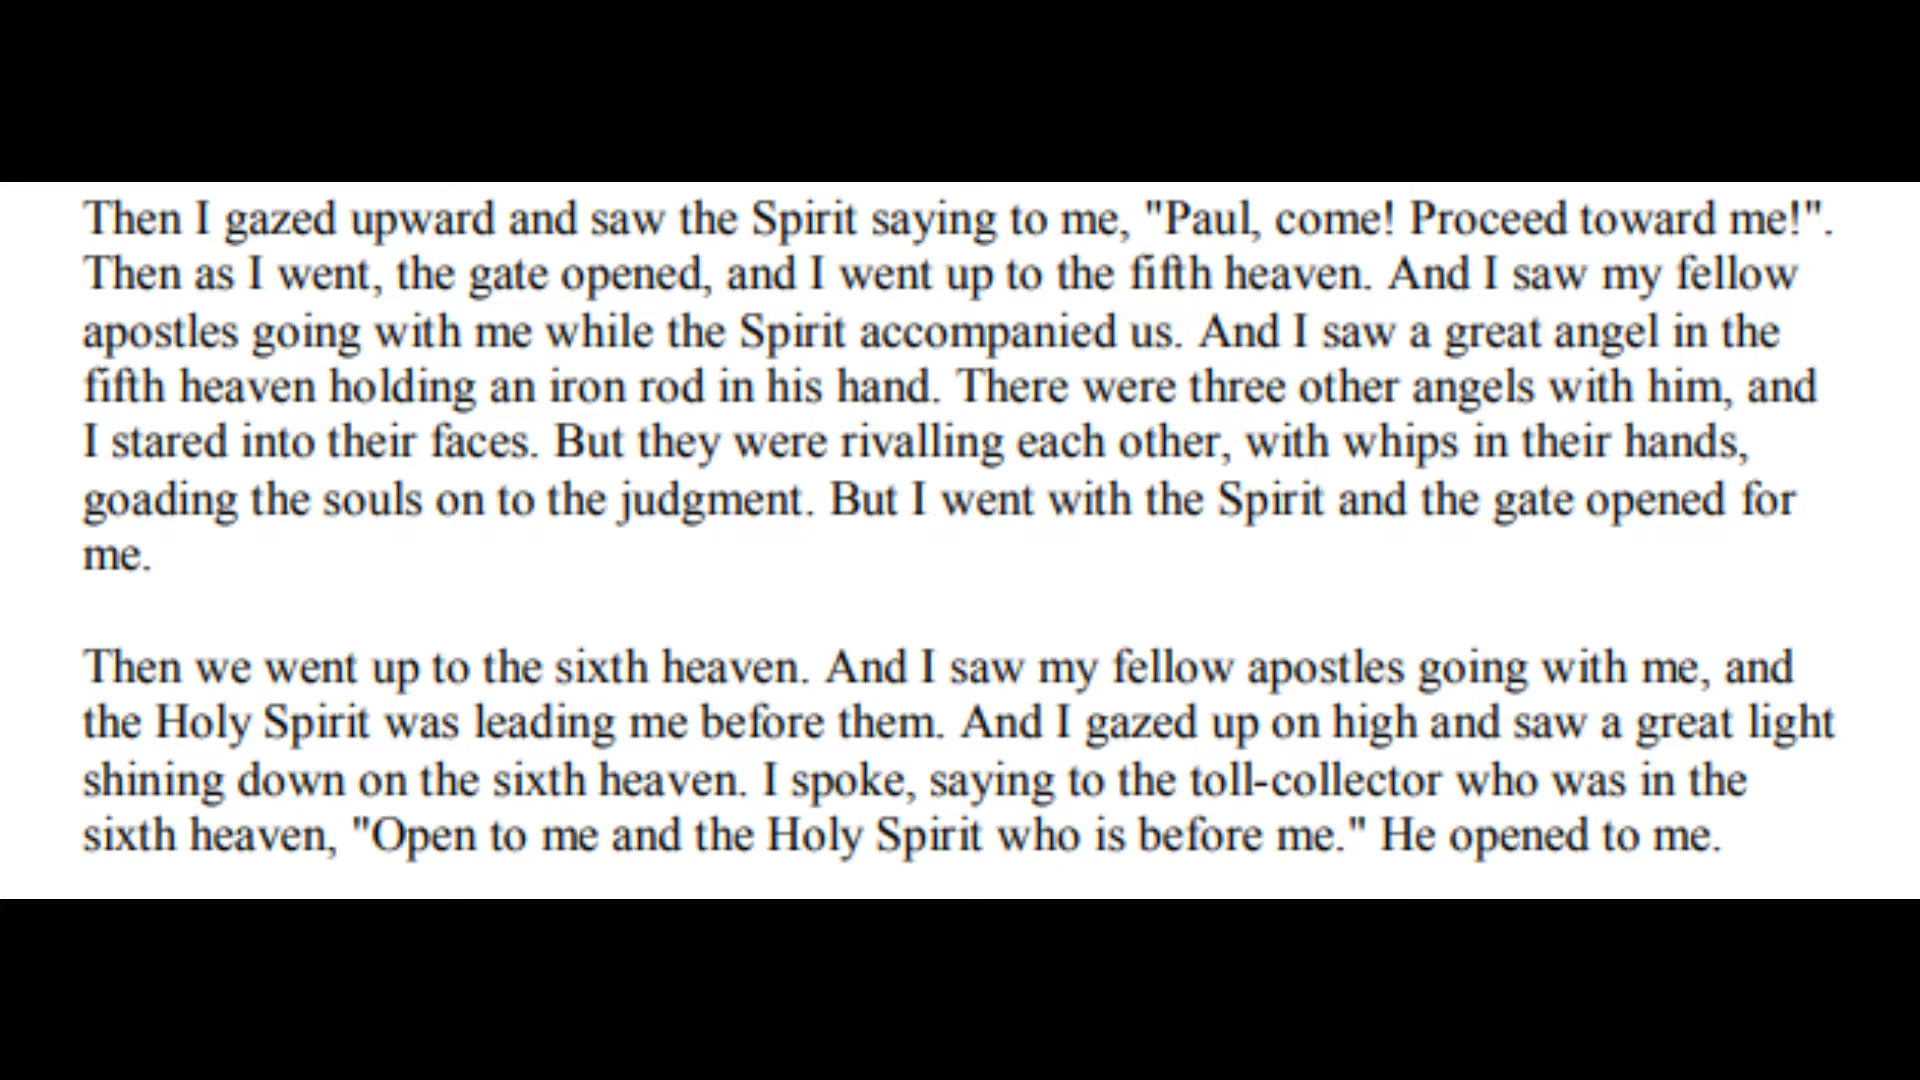 Then I gazed upward and saw the Spirit saying to me, "Paul, come! Proceed toward me!".
Then as I went, the gate opened, and I went up to the fifth heaven. And I saw my fellow
apostles going with me while the Spirit accompanied us. And I saw a great angel in the
fifth heaven holding an iron rod in his hand. There were three other angels with him, and
I stared into their faces. But they were rivalling each other, with whips in their hands,
goading the souls on to the judgment. But I went with the Spirit and the gate opened for
me.
Then we went up to the sixth heaven. And I saw my fellow apostles going with me, and
the Holy Spirit was leading me before them. And I gazed up on high and saw a great light
shining down on the sixth heaven. I spoke, saying to the toll-collector who was in the
sixth heaven, "Open to me and the Holy Spirit who is before me." He opened to me.